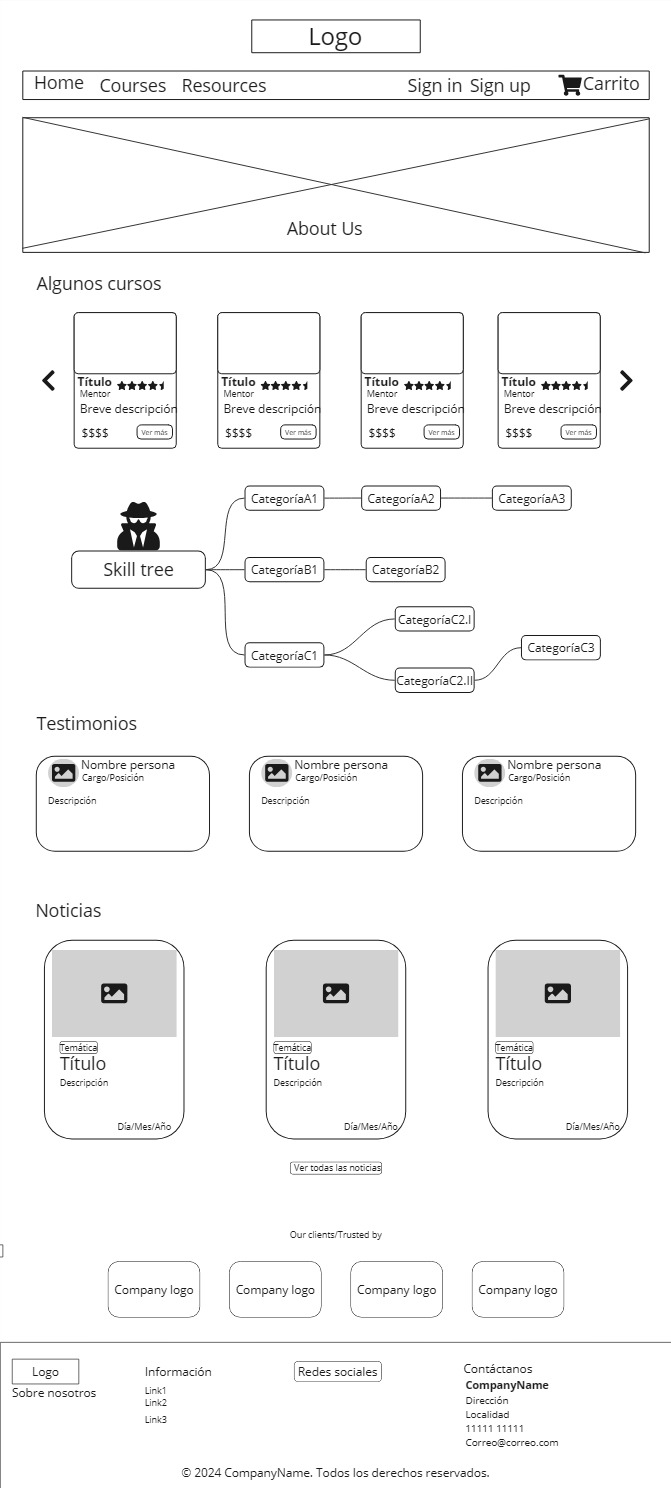 Logo
Home Courses Resources Sign in Sign up Carrito
About Us
Algunos cursos
Título Título Título Título
Mentor Mentor Mentor Mentor
Breve descripción Breve descripción Breve descripción Breve descripción
$$$$ Ver más $$$$ Ver más $$$$ Ver más $$$$ Ver más
CategoríaA1 CategoríaA2 CategoríaA3
Skill tree CategoríaB1 CategoríaB2
CategoríaC2.I
CategoríaC1 CategoríaC3
CategoríaC2.II
Testimonios
Nombre persona Nombre persona Nombre persona
Cargo/Posición Cargo/Posición Cargo/Posición
Descripción Descripción Descripción
Noticias
Temática Temática Temática
Título Título Título
Descripción Descripción Descripción
Día/Mes/Año Día/Mes/Año Día/Mes/Año
Ver todas las noticias
Our clients/Trusted by
Company logo Company logo Company logo Company logo
Logo
Sobre nosotros
Información
Link1
Link2
Link3
Redes sociales
Contáctanos
CompanyName
Dirección
Localidad
11111 11111
Correo@correo.com
© 2024 CompanyName. Todos los derechos reservados.